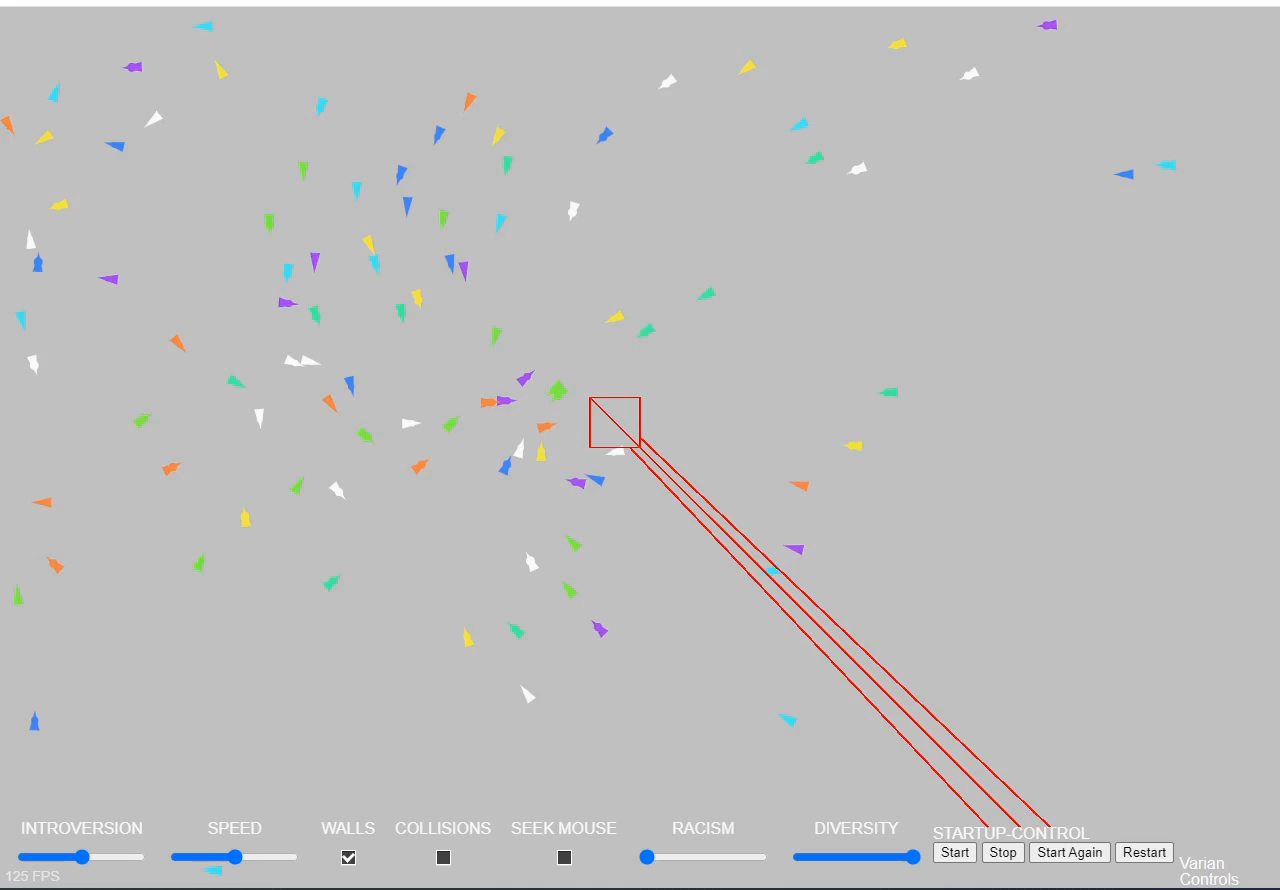 INTROVERSION SPEED WALLS COLLISIONS SEEK MOUSE RACISM DIVERSITY STARTUP-CONTROL
Start Stop Start Again Restart
Varian
Controls
125 FPS